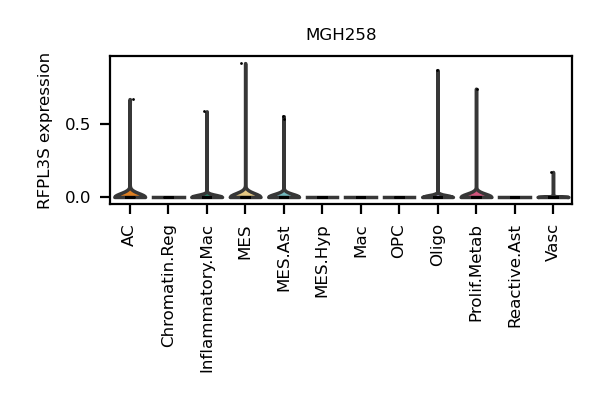 MGH258
RFPL3S expression
0.5
0.0
AC
Chromatin.Reg
Inflammatory.Mac
MES
MES.Ast
MES.Hyp
Mac
OPC
Oligo
Prolif.Metab
Reactive.Ast
Vasc